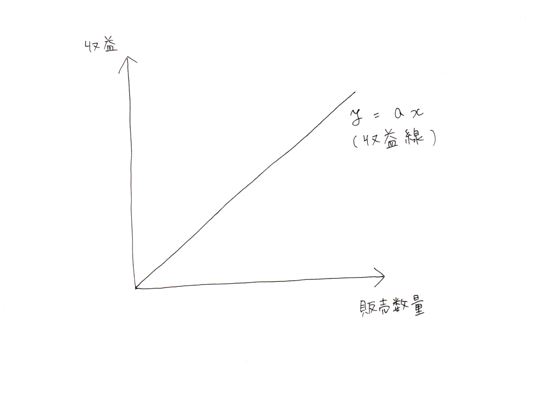 収益
y = ax
(収益線)
販売数量